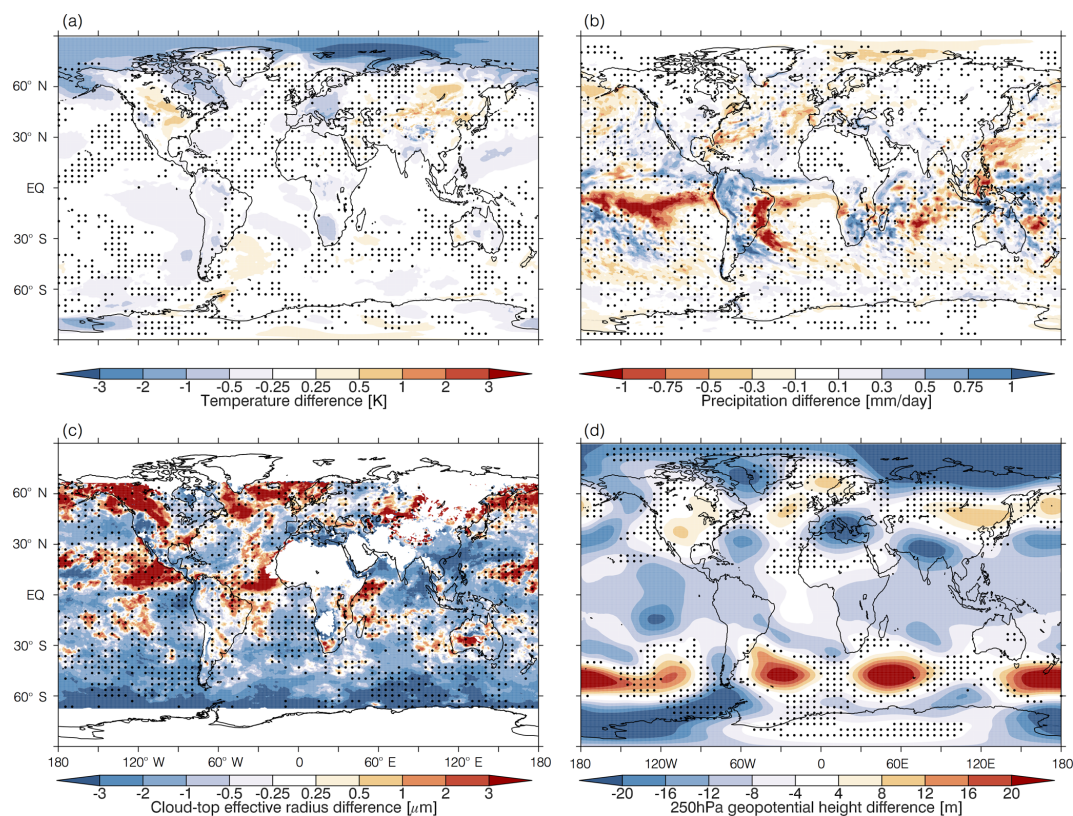 (a)
(b)
60° N
30° N
EQ
30° S
60° S
-3 -2 -1 -0.5 -0.25 0.25 0.5 1 2 3
Temperature difference [K]
-1 -0.75 -0.5 -0.3 -0.1 0.1 0.3 0.5 0.75 1
Precipitation difference [mm/day]
(c)
(d)
60° N
30° N
EQ
30° S
60° S
180 120° W 60° W 0 60° E 120° E 180
180 120W 60W 0 60E 120E 180
-3 -2 -1 -0.5 -0.25 0.25 0.5 1 2 3
Cloud-top effective radius difference [μm]
-20 -16 -12 -8 -4 4 8 12 16 20
250hPa geopotential height difference [m]